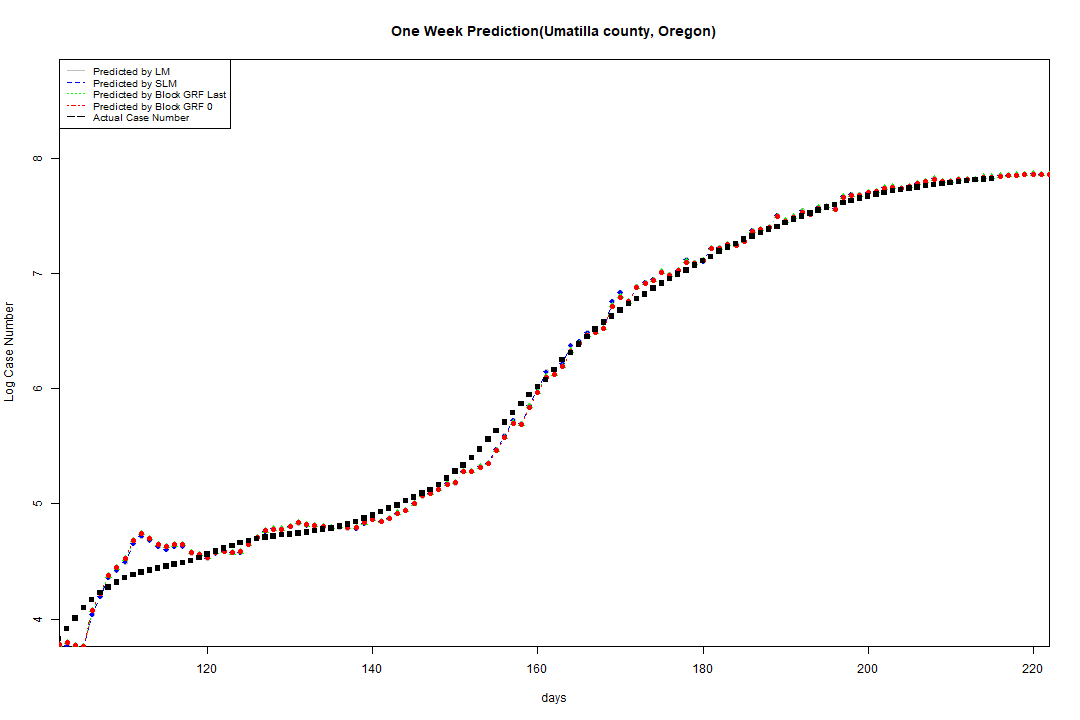 One Week Prediction(Umatilla county, Oregon)
Predicted by LM
Predicted by SLM
Predicted by Block GRF Last
Predicted by Block GRF 0
Actual Case Number
8
7
6
5
4
Log Case Number
120 140 160 180 200 220
days